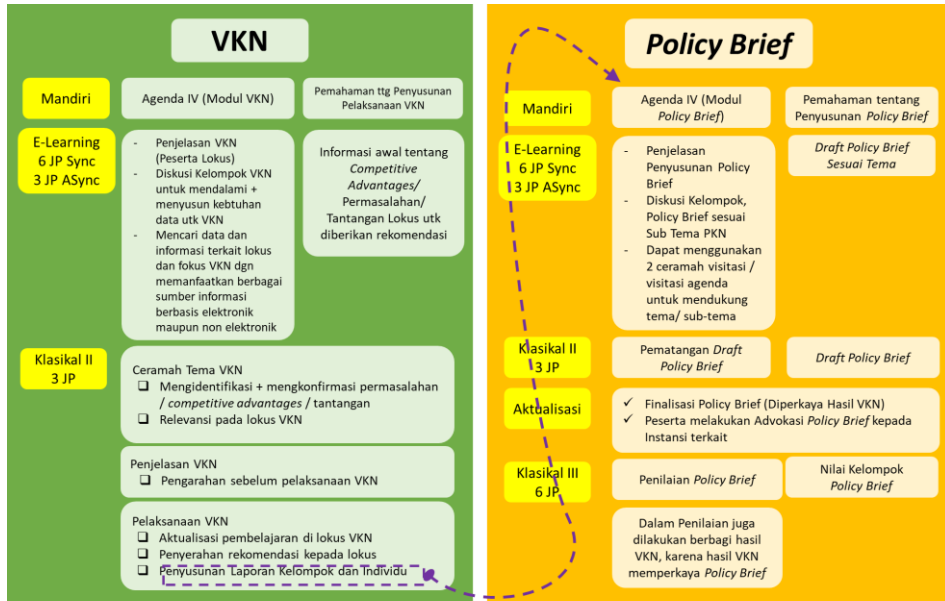 VKN
Mandiri
Agenda IV (Modul VKN)
Pemahaman ttg Penyusunan
Pelaksanaan VKN
E-Learning
6 JP Sync
3 JP ASync
- Penjelasan VKN
(Peserta Lokus)
- Diskusi Kelompok VKN
untuk mendalami +
menyusun kebtuhan
data utk VKN
- Mencari data dan
informasi terkait lokus
dan fokus VKN dgn
memanfaatkan berbagai
sumber informasi
berbasis elektronik
maupun non elektronik
Informasi awal tentang
Competitive
Advantages/
Permasalahan/
Tantangan Lokus utk
diberikan rekomendasi
Klasikal II
3 JP
Ceramah Tema VKN
❑ Mengidentifikasi + mengkonfirmasi permasalahan
/ competitive advantages / tantangan
❑ Relevansi pada lokus VKN
Penjelasan VKN
❑ Pengarahan sebelum pelaksanaan VKN
Pelaksanaan VKN
❑ Aktualisasi pembelajaran di lokus VKN
❑ Penyerahan rekomendasi kepada lokus
❑ Penyusunan Laporan Kelompok dan Individu
Policy Brief
Mandiri
Agenda IV (Modul
Policy Brief)
Pemahaman tentang
Penyusunan Policy Brief
E-Learning
6 JP Sync
3 JP ASync
- Penjelasan
Penyusunan Policy
Brief
- Diskusi Kelompok,
Policy Brief sesuai
Sub Tema PKN
- Dapat menggunakan
2 ceramah visitasi /
visitasi agenda
untuk mendukung
tema/ sub-tema
Draft Policy Brief
Sesuai Tema
Klasikal II
3 JP
Pematangan Draft
Policy Brief
Draft Policy Brief
Aktualisasi
✓ Finalisasi Policy Brief (Diperkaya Hasil VKN)
✓ Peserta melakukan Advokasi Policy Brief kepada
Instansi terkait
Klasikal III
6 JP
Penilaian Policy Brief
Nilai Kelompok
Policy Brief
Dalam Penilaian juga
dilakukan berbagi hasil
VKN, karena hasil VKN
memperkaya Policy Brief